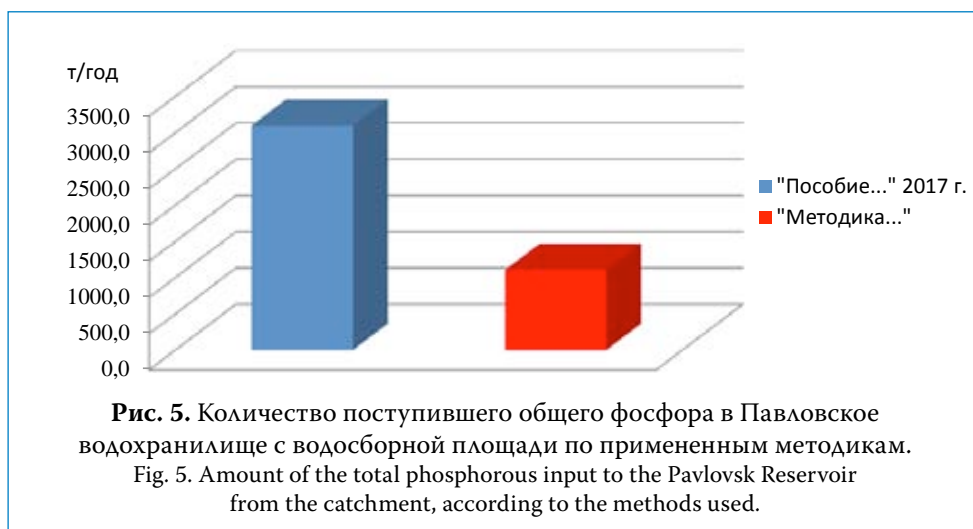 т/год
3500,0
3000,0
2500,0
2000,0
1500,0
1000,0
500,0
0,0
"Пособие..." 2017 г.
"Методика..."
Рис. 5. Количество поступившего общего фосфора в Павловское
водохранилище с водосборной площади по примененным методикам.
Fig. 5. Amount of the total phosphorous input to the Pavlovsk Reservoir
from the catchment, according to the methods used.